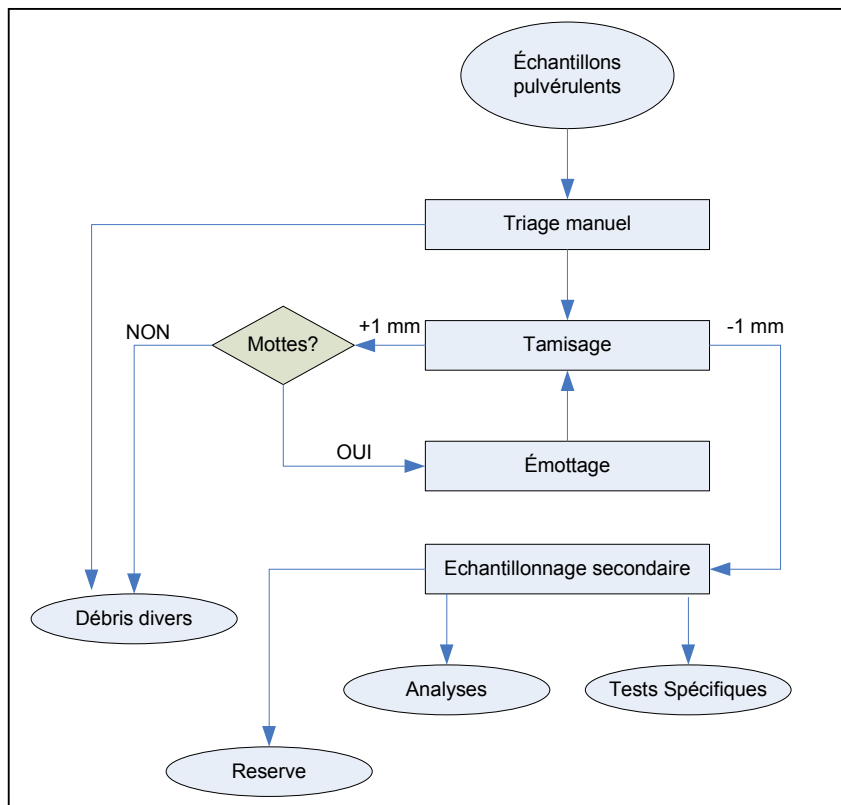 Échantillons
pulvérulents
Triage manuel
NON
Mottes?
+1 mm
Tamisage
-1 mm
OUI
Émottage
Echantillonnage secondaire
Débris divers
Analyses
Tests Spécifiques
Reserve